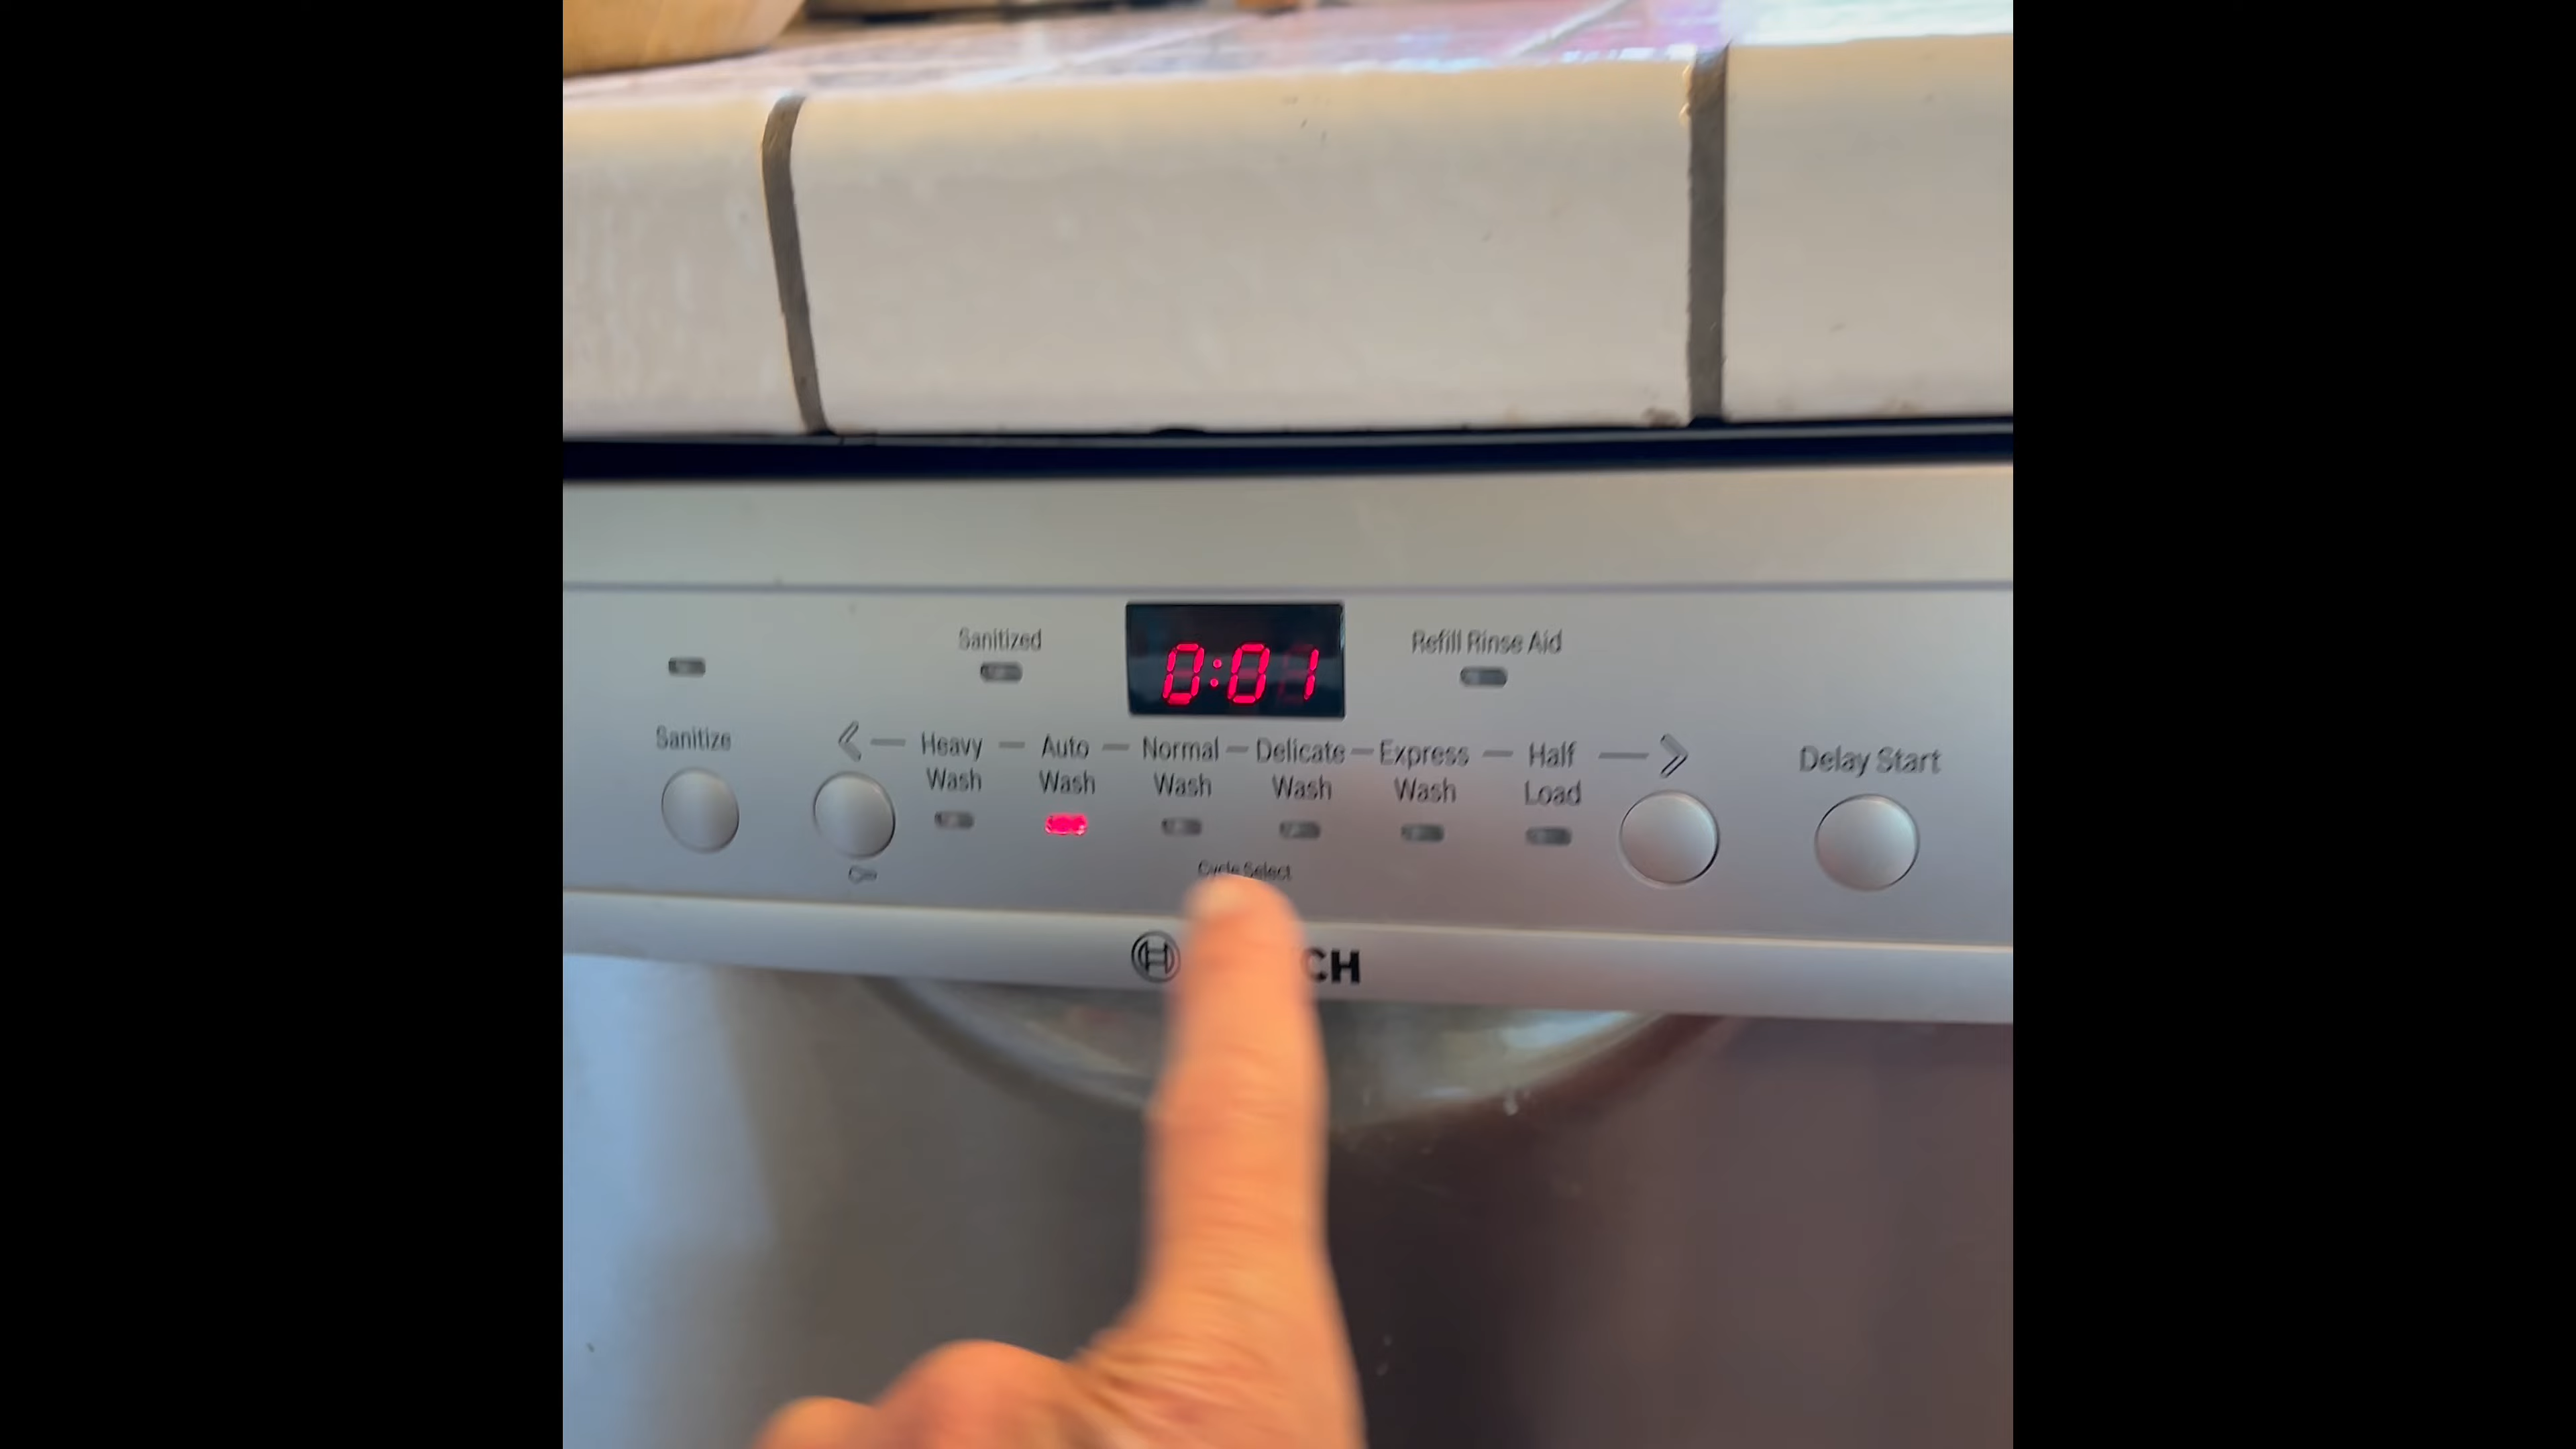 Sanitized
0:01
Refill Rinse Aid
Sanitize
Heavy Wash
Auto Wash
Normal Wash
Delicate Wash
Express Wash
Half Load
Delay Start
Cycle Select
CH